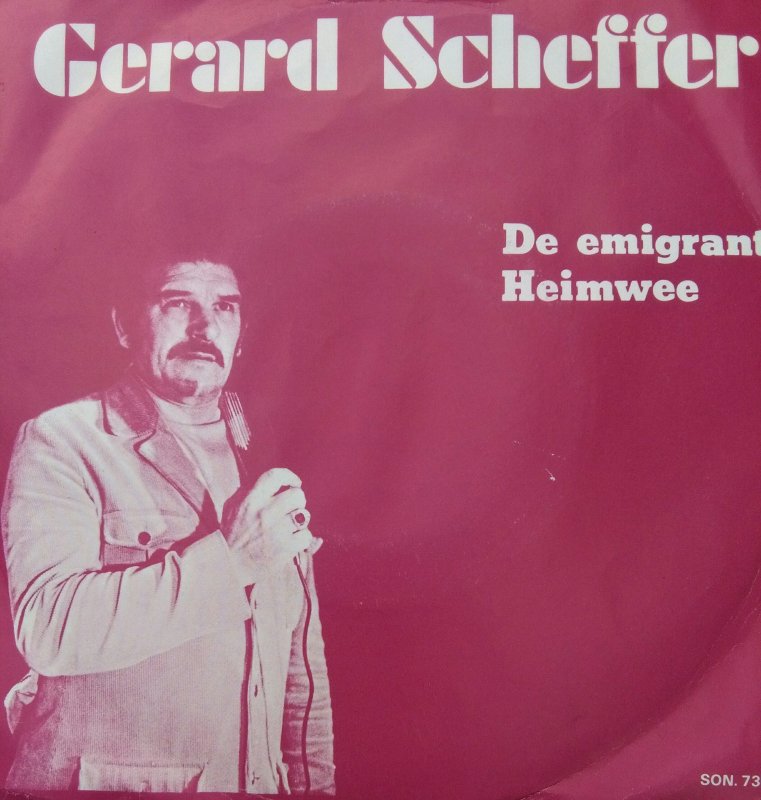 Gerard Scheffer
De emigrant
Heimwee
SON. 73